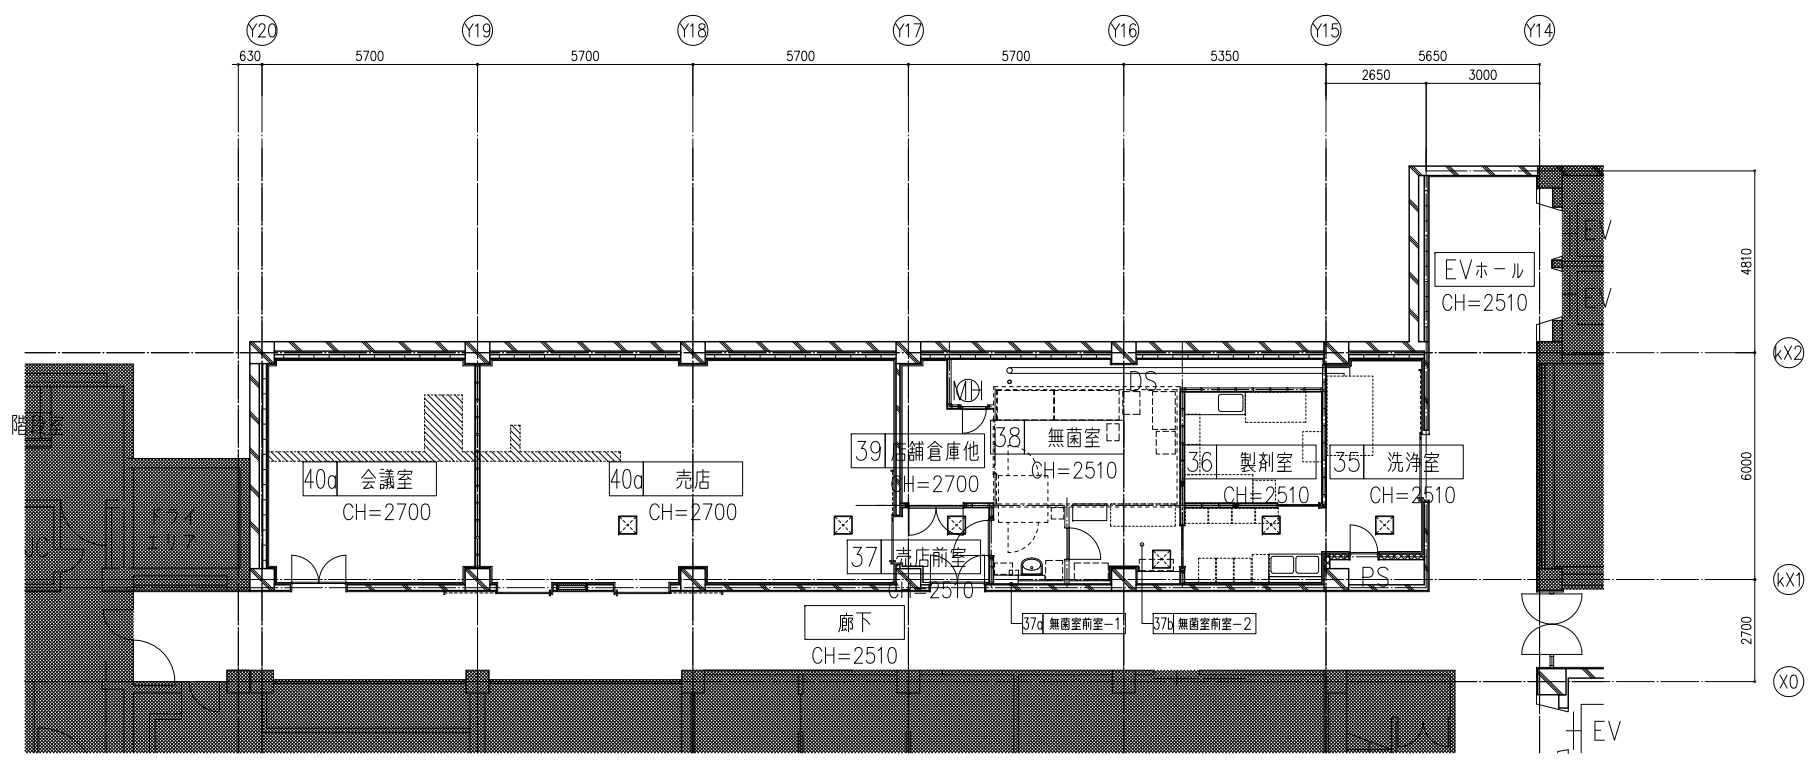 Y20 Y19 Y18 Y17 Y16 Y15 Y14
630 5700 5700 5700 5700 5350 5650
2650 3000
4810
EV
EVホール
CH=2510
EV
kX2
DS
MH
階段室
39 店舗倉庫他
CH=2700
38 無菌室
CH=2510
36 製剤室
CH=2510
35 洗浄室
CH=2510
6000
40a 会議室
CH=2700
40a 売店
CH=2700
ドライ
エリア
37 売店前室
CH=2510
PS
kX1
廊下
CH=2510
37a 無菌室前室-1
37b 無菌室前室-2
2700
X0
EV